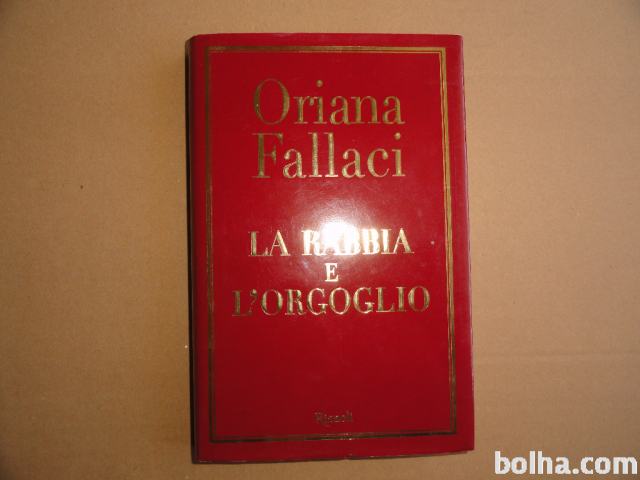 Oriana
Fallaci
LA RABBIA
E
L'ORGOGLIO
Rizzoli
bolha.com